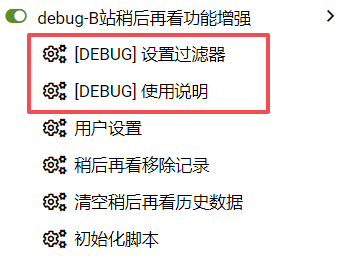 debug-B站稍后再看功能增强
[DEBUG] 设置过滤器
[DEBUG] 使用说明
用户设置
稍后再看移除记录
清空稍后再看历史数据
初始化脚本